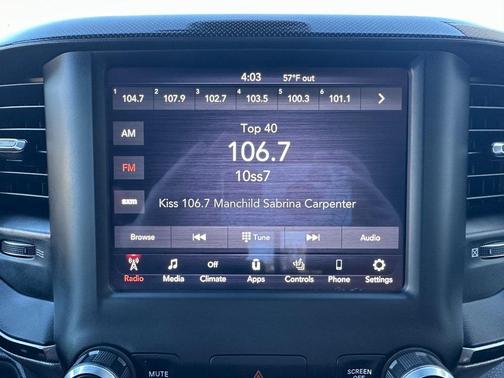 4:03 57°F out
1 104.7 2 107.9 3 102.7 4 103.5 5 100.3 6 101.1
AM
Top 40
106.7
FM
10ss7
sxm
Kiss 106.7 Manchild Sabrina Carpenter
Browse Tune Audio
Off
Radio Media Climate Apps Controls Phone Settings
MUTE
SCREEN OFF